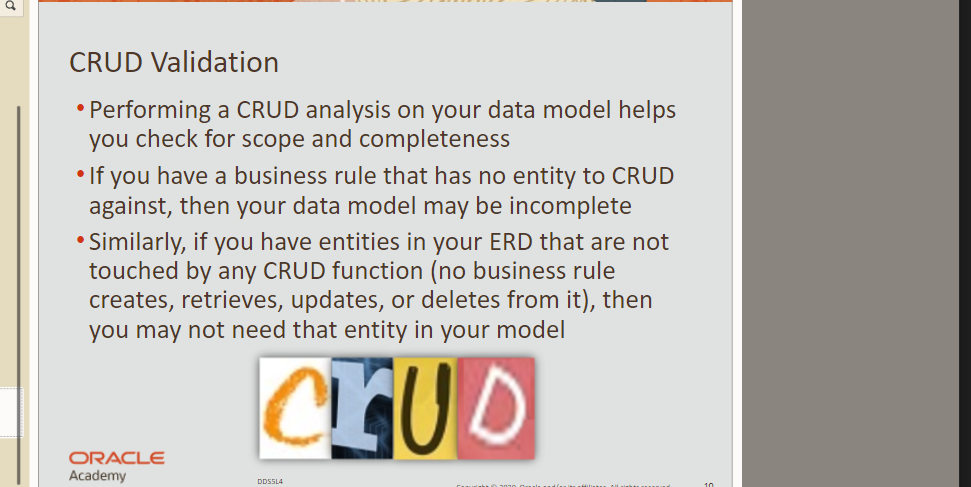 CRUD Validation
•Performing a CRUD analysis on your data model helps
you check for scope and completeness
•If you have a business rule that has no entity to CRUD
against, then your data model may be incomplete
•Similarly, if you have entities in your ERD that are not
touched by any CRUD function (no business rule
creates, retrieves, updates, or deletes from it), then
you may not need that entity in your model
CrUD
ORACLE
Academy
DDS5L4